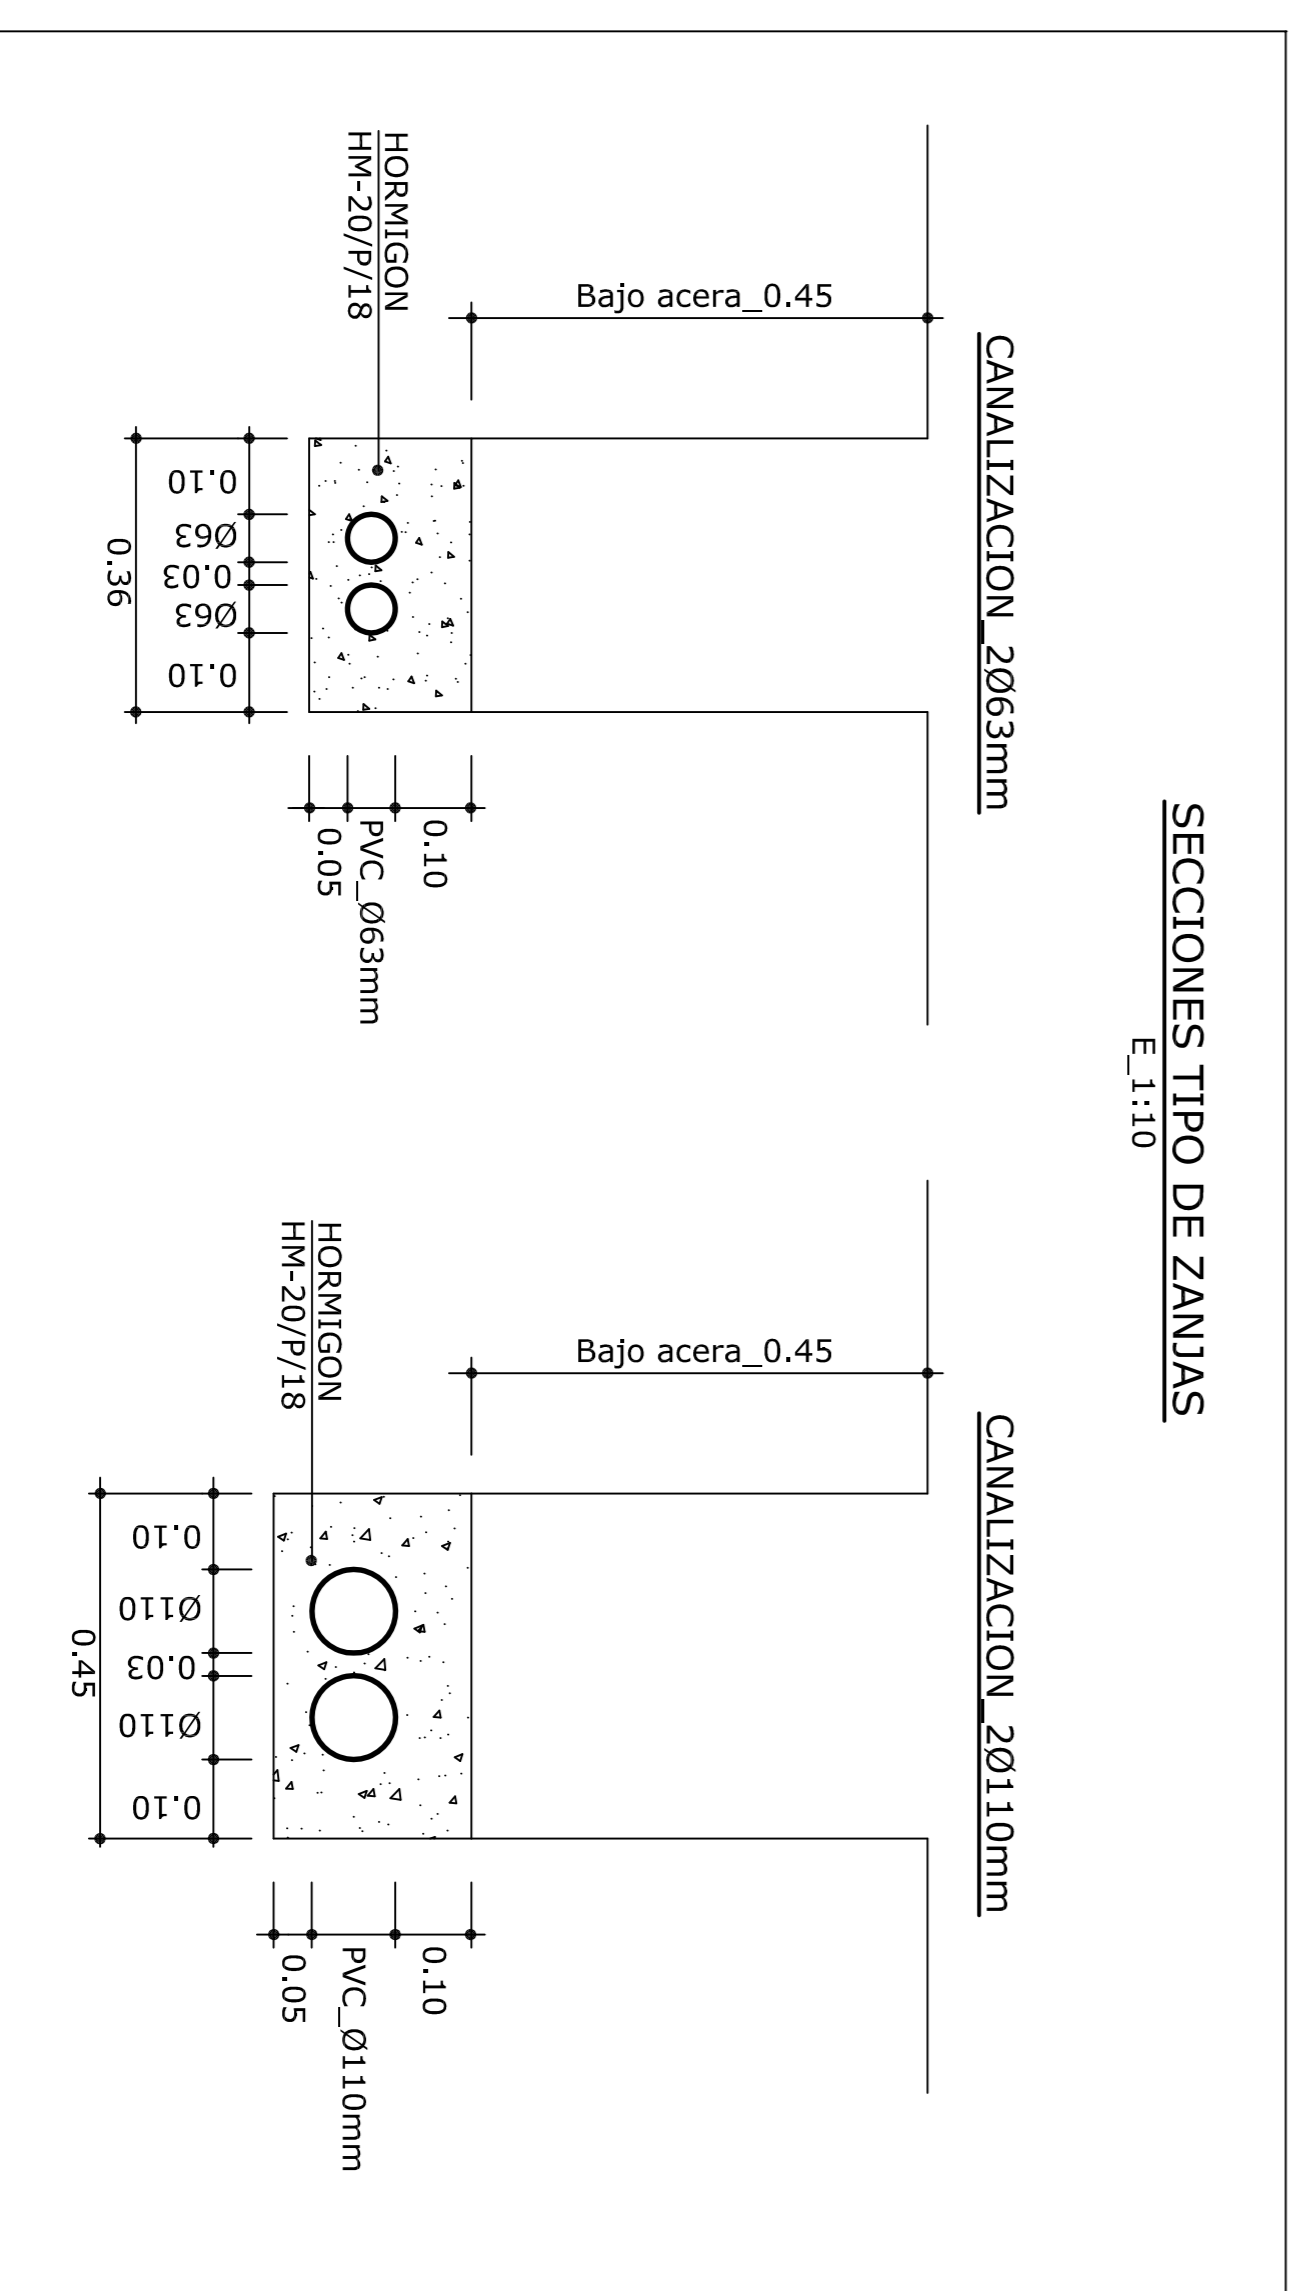 SECCIONES TIPO DE ZANJAS
E_1:10
CANALIZACION_2Ø63mm
Bajo acera_0.45
HORMIGON
HM-20/P/18
0.10
PVC_Ø63mm
0.05
0.10
Ø63
0.03
Ø63
0.10
0.36
CANALIZACION_2Ø110mm
Bajo acera_0.45
HORMIGON
HM-20/P/18
0.10
PVC_Ø110mm
0.05
0.10
Ø110
0.03
Ø110
0.10
0.45